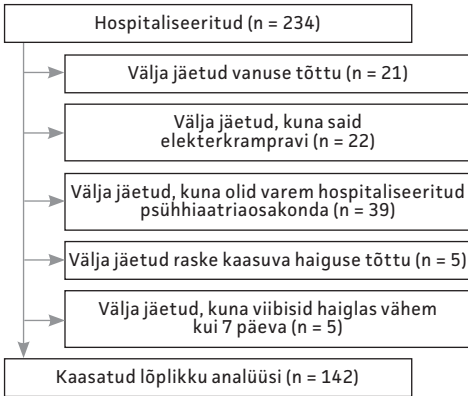 Hospitaliseeritud (n = 234)
Välja jäetud vanuse tõttu (n = 21)
Välja jäetud, kuna said
elekterkrampravi (n = 22)
Välja jäetud, kuna olid varem hospitaliseeritud
psühhiaatriaosakonda (n = 39)
Välja jäetud raske kaasuva haiguse tõttu (n = 5)
Välja jäetud, kuna viibisid haiglas vähem
kui 7 päeva (n = 5)
Kaasatud lõplikku analüüsi (n = 142)